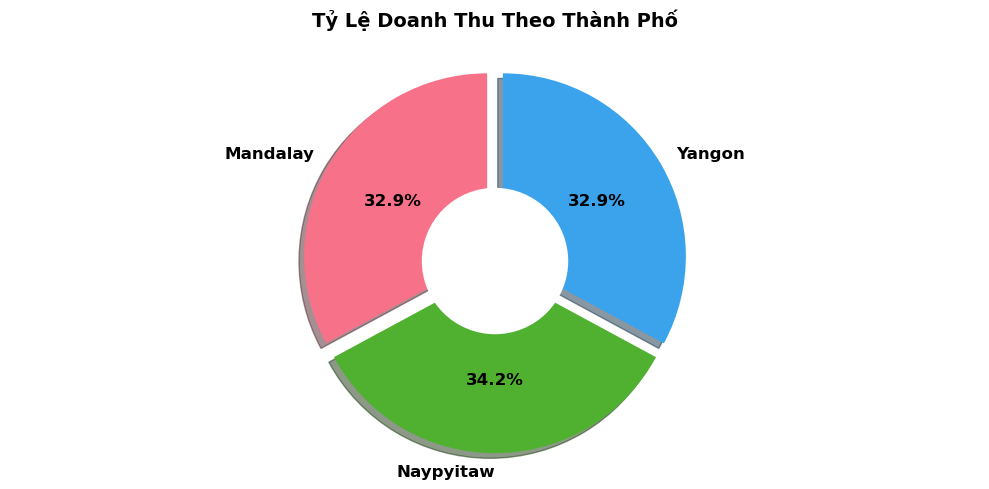 Tỷ Lệ Doanh Thu Theo Thành Phố
Mandalay
Yangon
32.9%
32.9%
34.2%
Naypyitaw